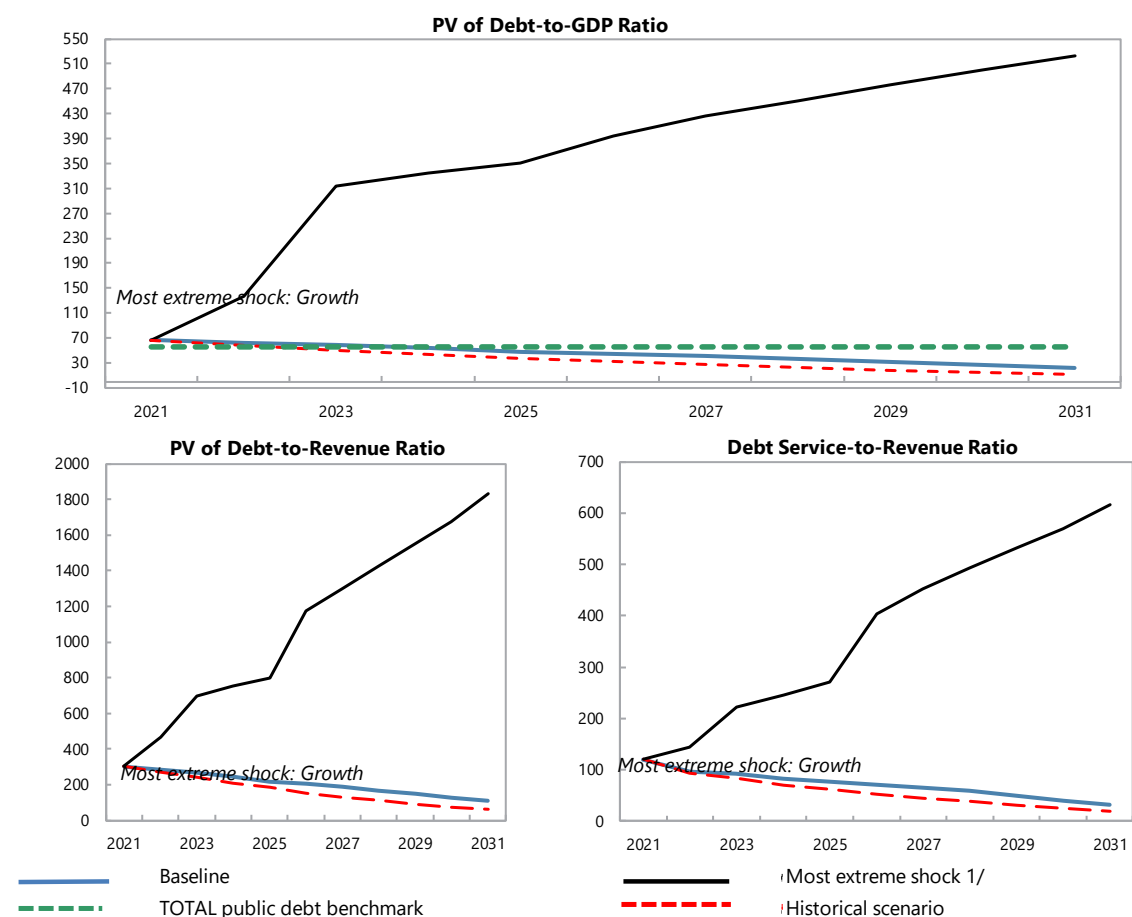 PV of Debt-to-GDP Ratio
550
510
470
430
390
350
310
270
230
190
150
110
70
30
-10
Most extreme shock: Growth
2021 2023 2025 2027 2029 2031
PV of Debt-to-Revenue Ratio
2000
1800
1600
1400
1200
1000
800
600
400
200
0
Most extreme shock: Growth
2021 2023 2025 2027 2029 2031
Debt Service-to-Revenue Ratio
700
600
500
400
300
200
100
0
Most extreme shock: Growth
2021 2023 2025 2027 2029 2031
Baseline
Most extreme shock 1/
TOTAL public debt benchmark
Historical scenario